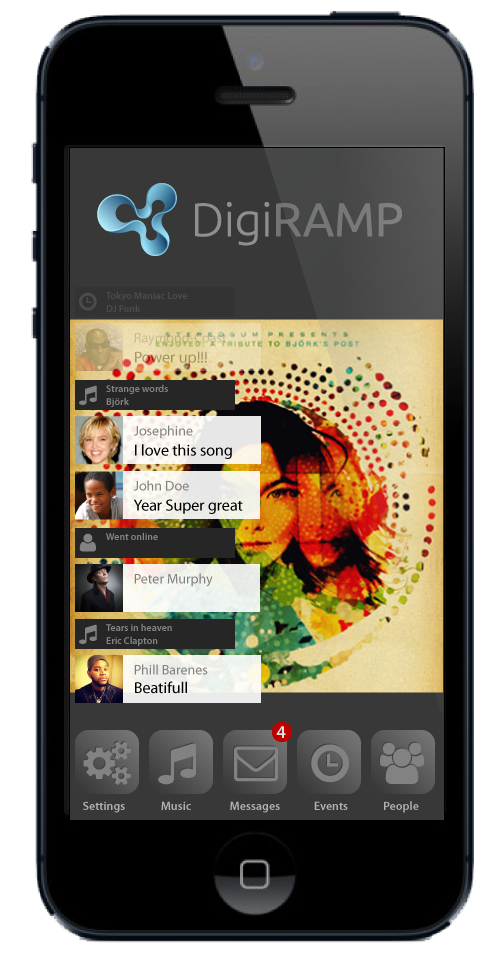 DigiRAMP
Tokyo Maniac Love
DJ Funk
STEREOGUM PRESENTS
ENJOYED: A TRIBUTE TO BJÖRK'S POST
Raymond Coast
Power up!!!
Strange words
Björk
Josephine
I love this song
John Doe
Year Super great
Went online
Peter Murphy
Tears in heaven
Eric Clapton
Phill Barenes
Beatifull
4
Settings
Music
Messages
Events
People